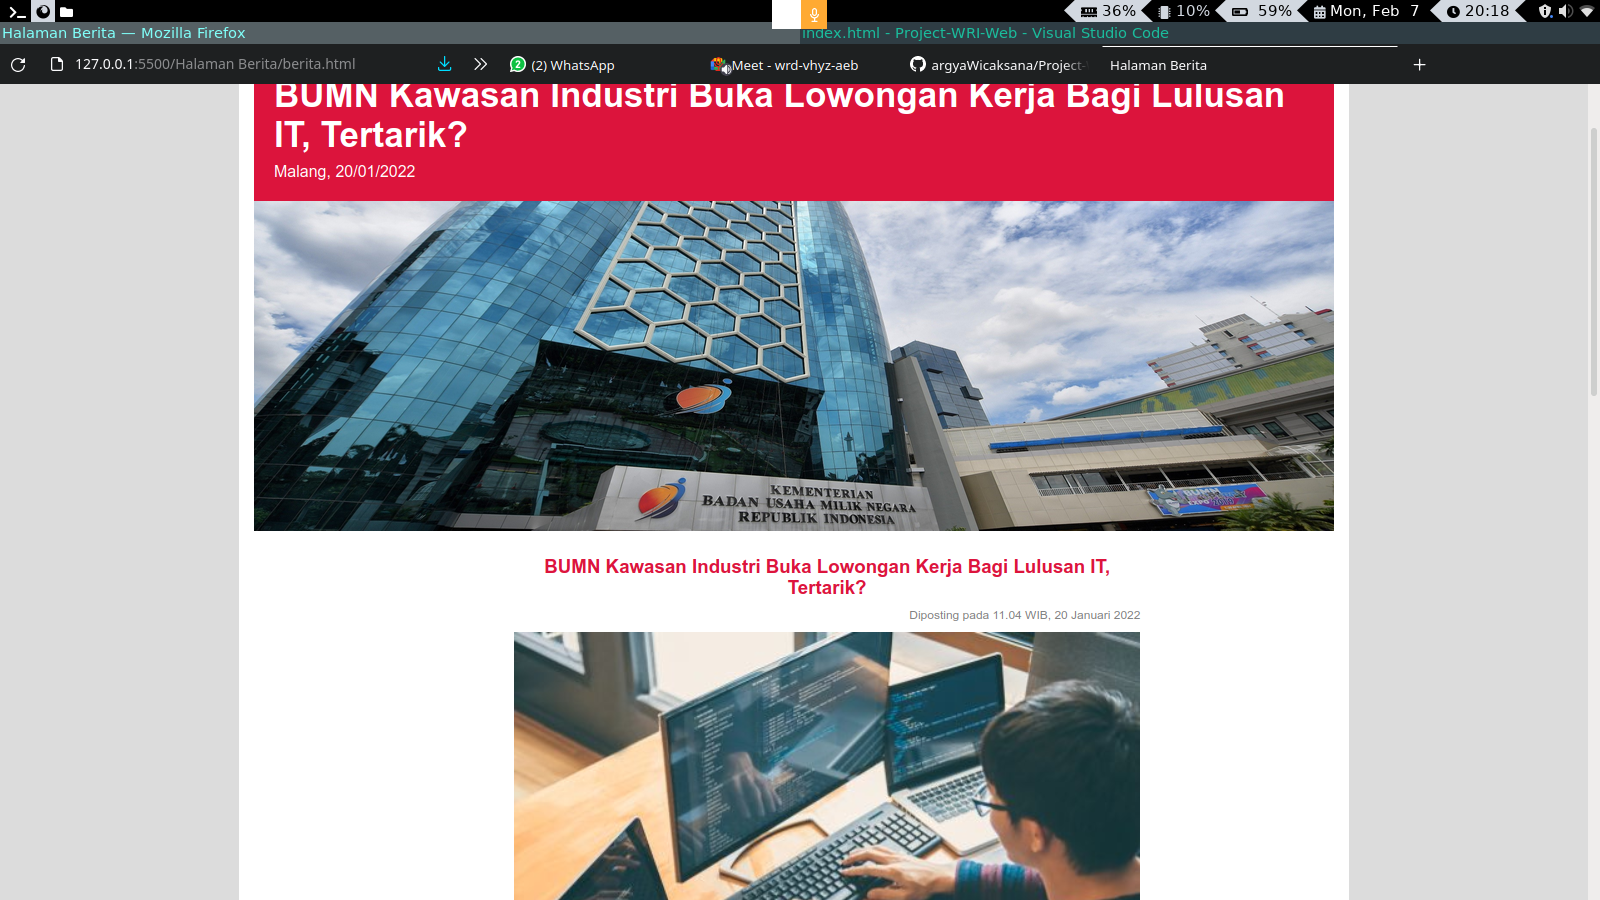 36%
10%
59%
Mon, Feb 7
20:18
Halaman Berita — Mozilla Firefox
index.html - Project-WRI-Web - Visual Studio Code
127.0.0.1:5500/Halaman Berita/berita.html
2
(2) WhatsApp
Meet - wrd-vhyz-aeb
argyaWicaksana/Project-
Halaman Berita
BUMN Kawasan Industri Buka Lowongan Kerja Bagi Lulusan
IT, Tertarik?
Malang, 20/01/2022
KEMENTERIAN
BADAN USAHA MILIK NEGARA
REPUBLIK INDONESIA
BUMN Kawasan Industri Buka Lowongan Kerja Bagi Lulusan IT,
Tertarik?
Diposting pada 11.04 WIB, 20 Januari 2022